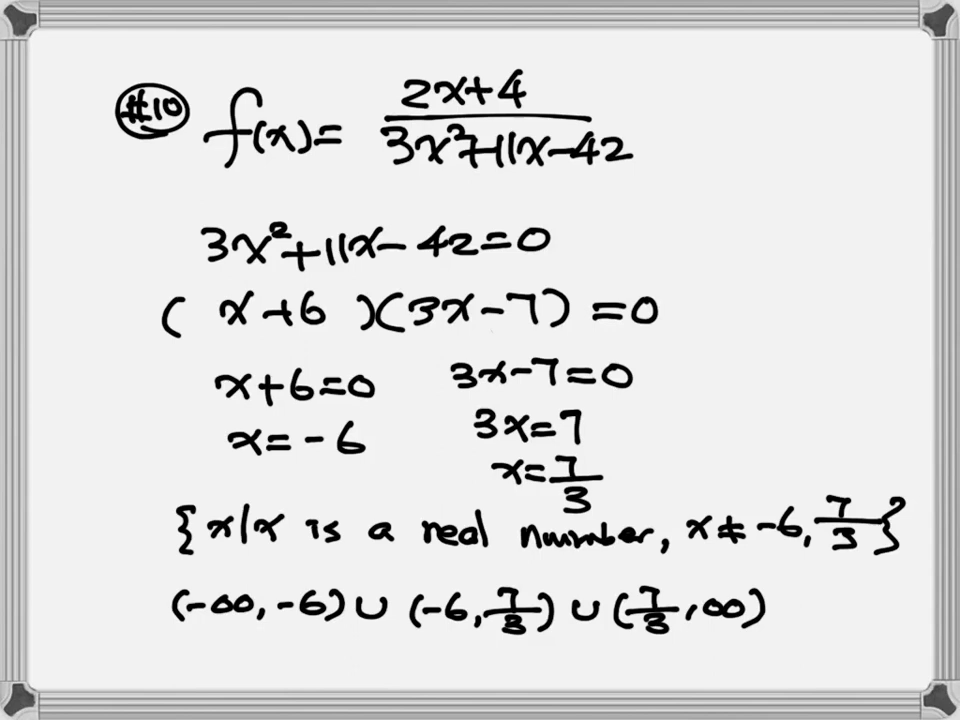 #10 f(x)= (2x+4)/(3x²+11x-42)
3x²+11x-42=0
(x+6)(3x-7)=0
x+6=0 3x-7=0
x=-6 3x=7
x=7/3
{x|x is a real number, x≠-6, 7/3}
(-∞,-6)∪(-6,7/3)∪(7/3,∞)